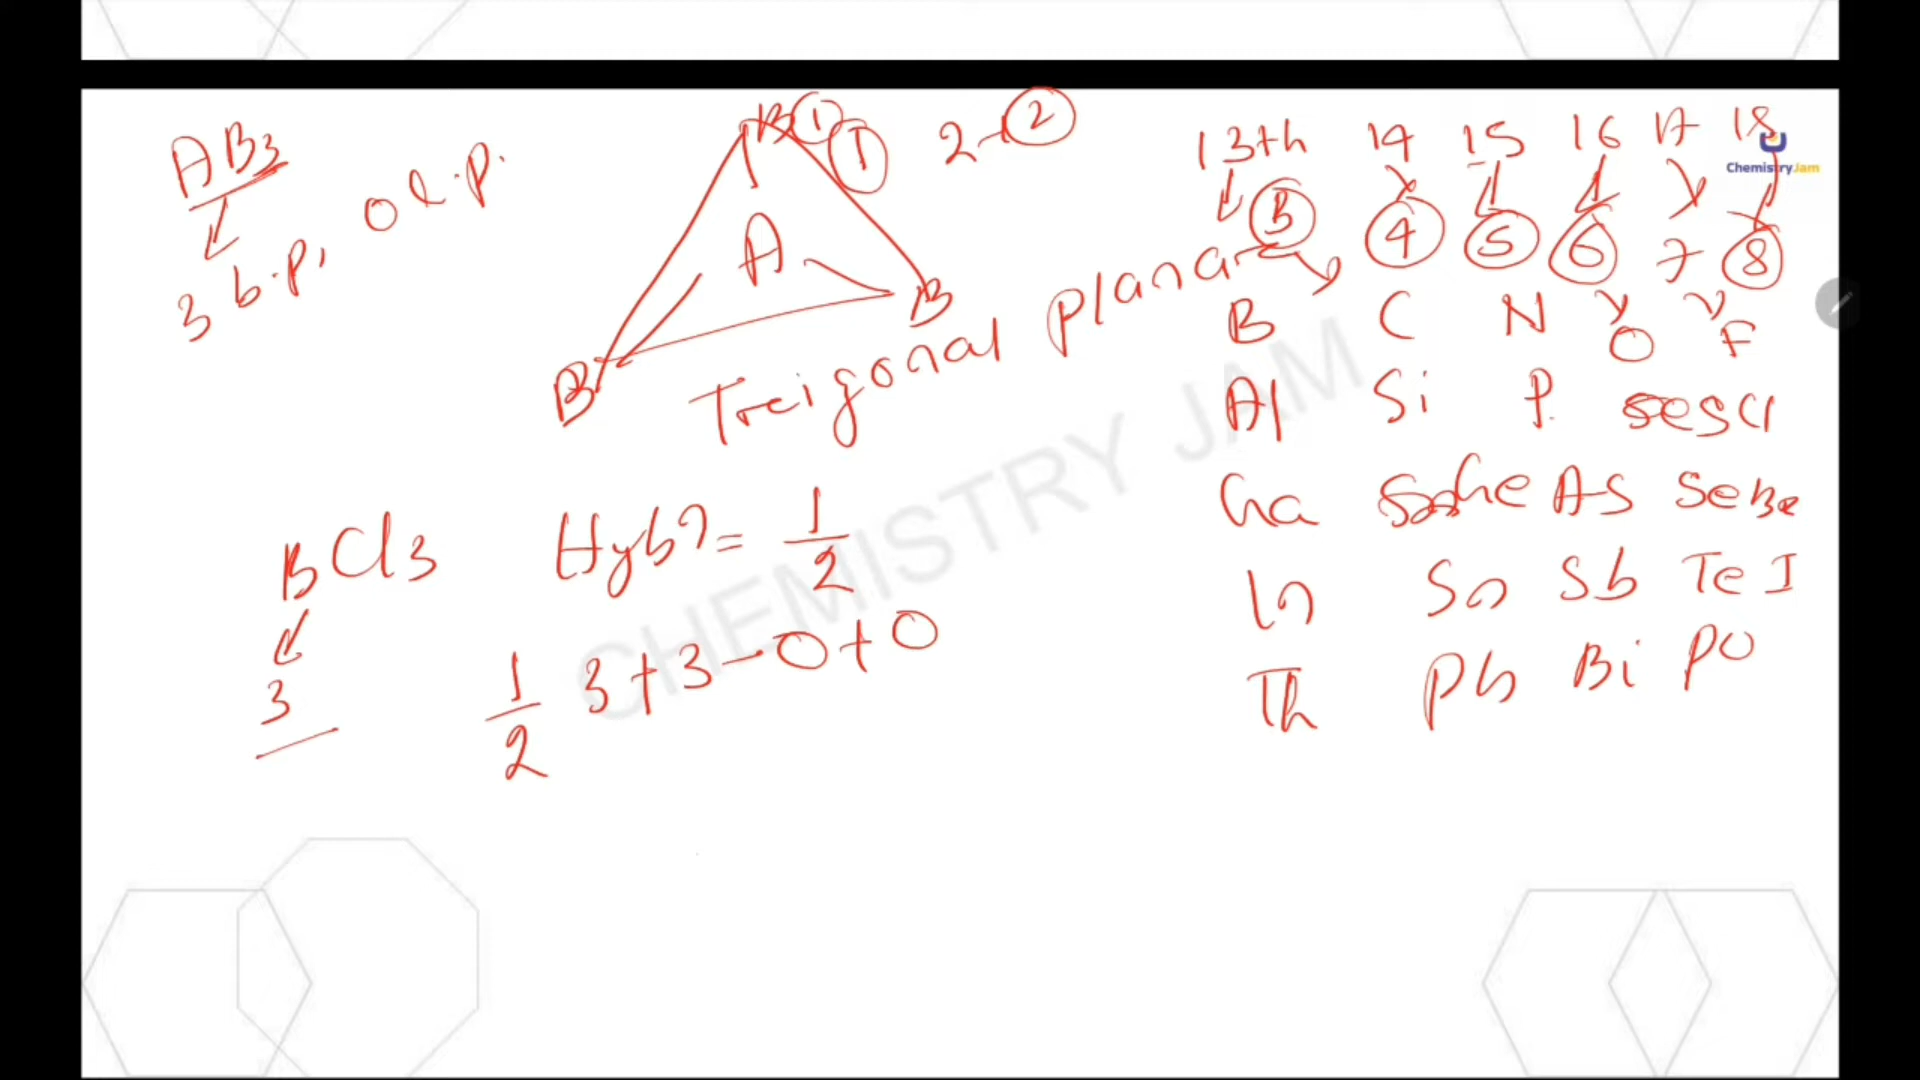 AB3
3 b.p, 0 l.p.
B 1 1
A
B B
2 - 2
Treigonal planar
13th 14 15 16 17 18
3 4 5 6 7 8
B C N O F
Al Si P. S Cl
Ga Ge As Se Br
In Sn Sb Te I
Th Pb Bi Po
BCl3 Hybn = 1/2
3
1/2 3+3-0+0
ChemistryJam
CHEMISTRY JAM